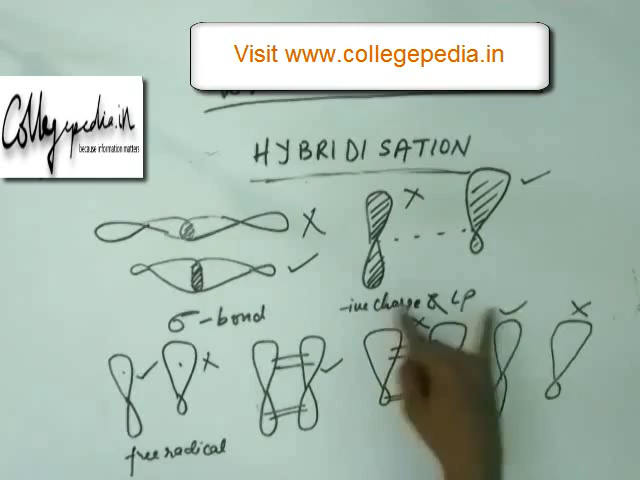 Visit www.collegepedia.in
Collegepedia.in
because information matters
HYBRIDISATION
σ-bond
-ive charge & LP
free radical